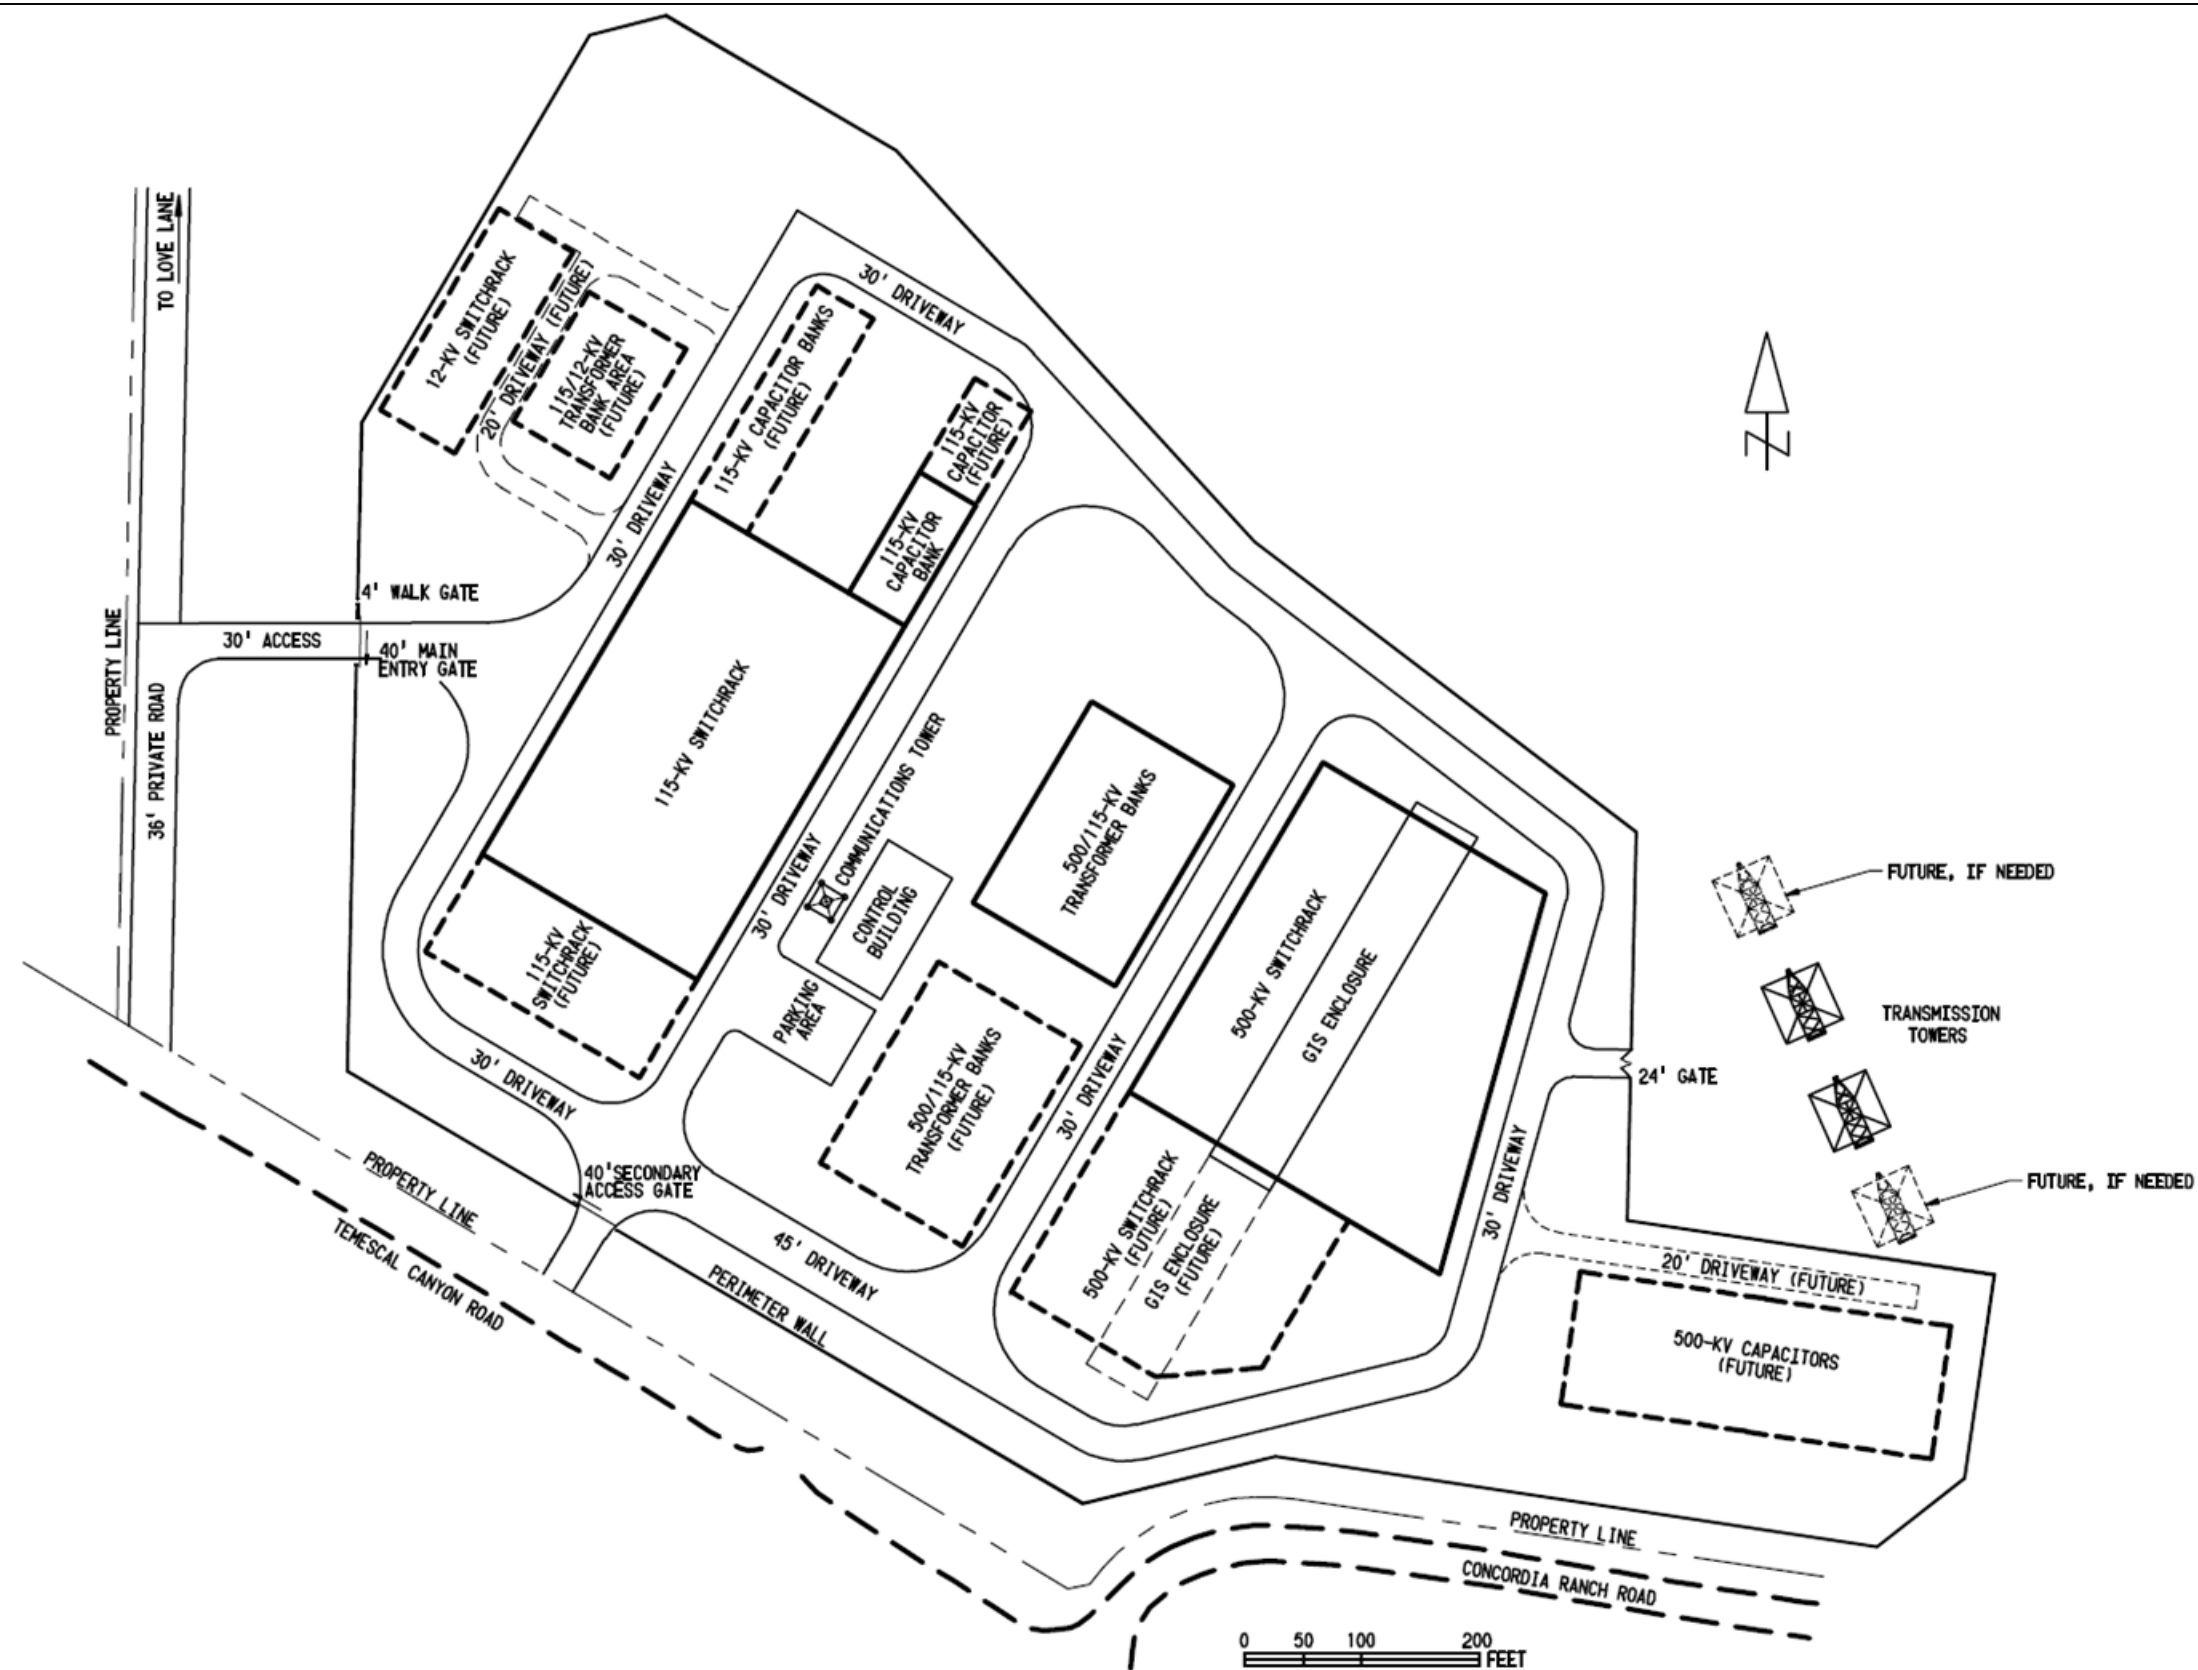 TO LOVE LANE
12-KV SWITCHRACK
(FUTURE)
20' DRIVEWAY (FUTURE)
115/12-KV
TRANSFORMER
BANK AREA
(FUTURE)
30' DRIVEWAY
115-KV CAPACITOR BANKS
(FUTURE)
30' DRIVEWAY
115-KV
CAPACITOR
(FUTURE)
115-KV
CAPACITOR
BANK
4' WALK GATE
30' ACCESS
40' MAIN
ENTRY GATE
PROPERTY LINE
36' PRIVATE ROAD
115-KV SWITCHRACK
COMMUNICATIONS TOWER
30' DRIVEWAY
CONTROL
BUILDING
500/115-KV
TRANSFORMER BANKS
115-KV
SWITCHRACK
(FUTURE)
PARKING
AREA
500-KV SWITCHRACK
GIS ENCLOSURE
FUTURE, IF NEEDED
TRANSMISSION
TOWERS
24' GATE
30' DRIVEWAY
500/115-KV
TRANSFORMER BANKS
(FUTURE)
30' DRIVEWAY
40'SECONDARY
ACCESS GATE
500-KV SWITCHRACK
(FUTURE)
GIS ENCLOSURE
(FUTURE)
30' DRIVEWAY
FUTURE, IF NEEDED
PROPERTY LINE
TEMESCAL CANYON ROAD
45' DRIVEWAY
PERIMETER WALL
20' DRIVEWAY (FUTURE)
500-KV CAPACITORS
(FUTURE)
PROPERTY LINE
CONCORDIA RANCH ROAD
0 50 100 200
FEET
N